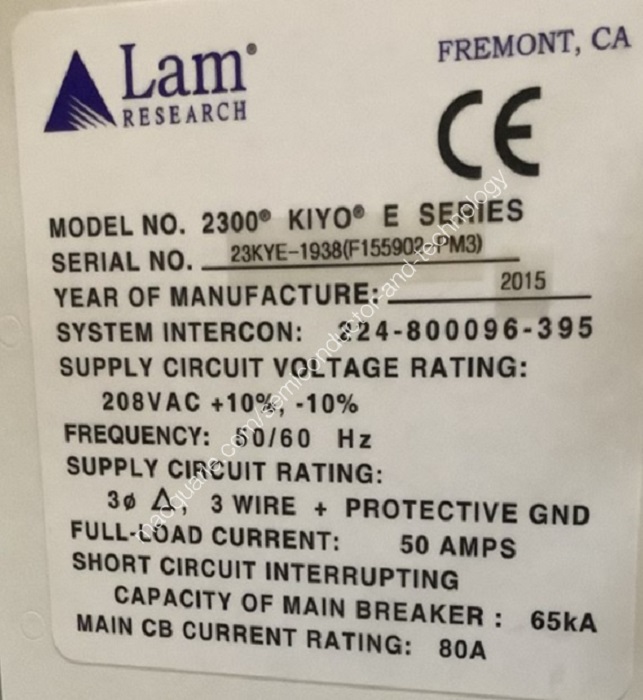 Lam®
RESEARCH
FREMONT, CA
CE
MODEL NO. 2300® KIYO® E SERIES
SERIAL NO. 23KYE-1938(F155902-PM3)
YEAR OF MANUFACTURE: 2015
SYSTEM INTERCON: 224-800096-395
SUPPLY CIRCUIT VOLTAGE RATING:
208VAC +10%, -10%
FREQUENCY: 50/60 Hz
SUPPLY CIRCUIT RATING:
3ø Δ, 3 WIRE + PROTECTIVE GND
FULL-LOAD CURRENT: 50 AMPS
SHORT CIRCUIT INTERRUPTING
CAPACITY OF MAIN BREAKER : 65kA
MAIN CB CURRENT RATING: 80A